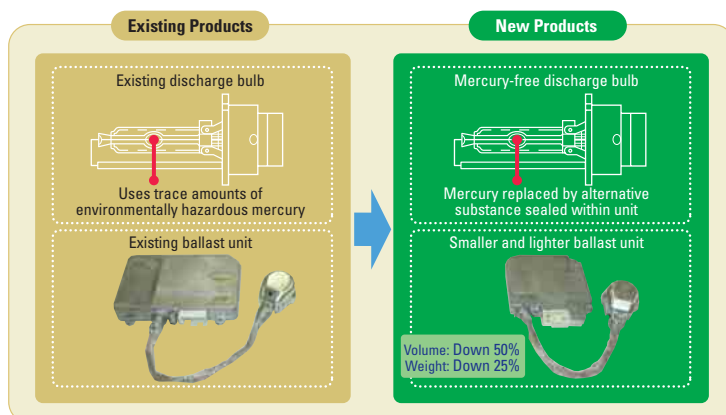 Existing Products
New Products
Existing discharge bulb
Uses trace amounts of
environmentally hazardous mercury
Existing ballast unit
Mercury-free discharge bulb
Mercury replaced by alternative
substance sealed within unit
Smaller and lighter ballast unit
Volume: Down 50%
Weight: Down 25%